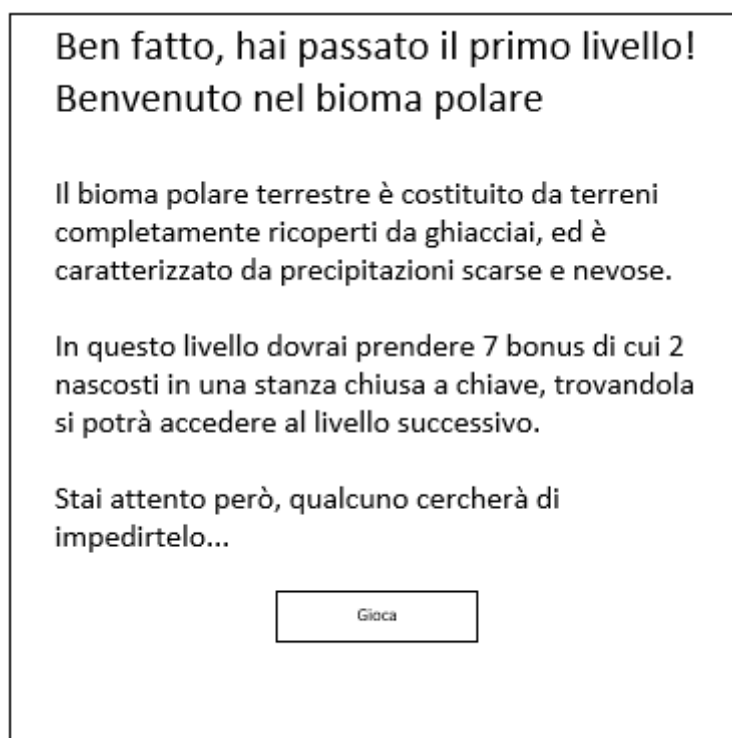 Ben fatto, hai passato il primo livello!
Benvenuto nel bioma polare
Il bioma polare terrestre è costituito da terreni
completamente ricoperti da ghiacciai, ed è
caratterizzato da precipitazioni scarse e nevose.
In questo livello dovrai prendere 7 bonus di cui 2
nascosti in una stanza chiusa a chiave, trovandola
si potrà accedere al livello successivo.
Stai attento però, qualcuno cercherà di
impedirtelo...
Gioca